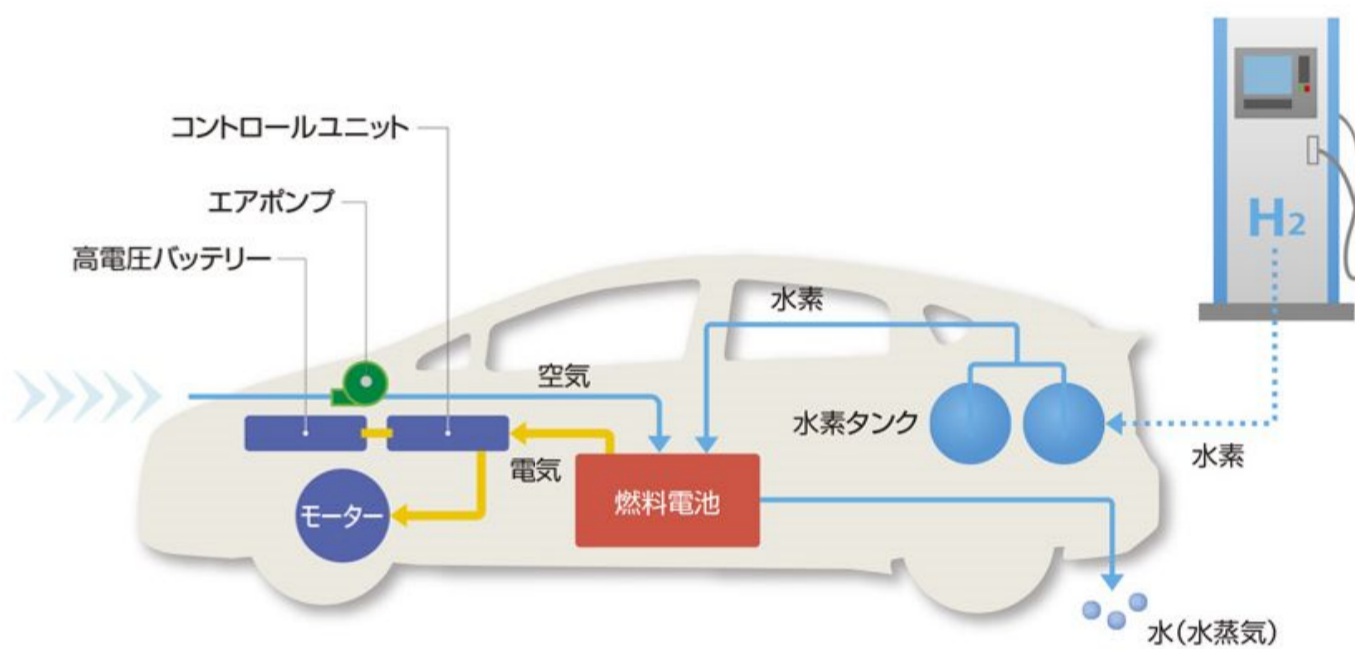 コントロールユニット
エアポンプ
高電圧バッテリー
H2
水素
空気
水素タンク
水素
電気
燃料電池
モーター
水(水蒸気)